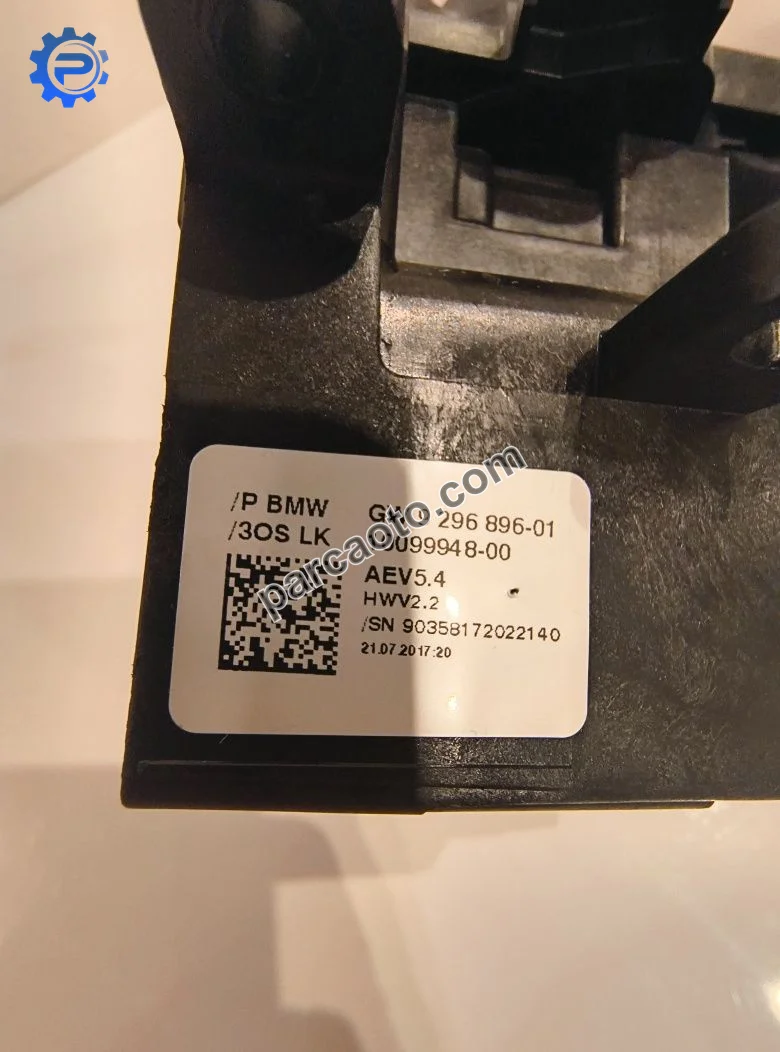 P
/P BMW
/3OS LK
296 896-01
AEV5.4
HWV2.2
/SN 90358172022140
21.07.2017:20
parcaoto.com